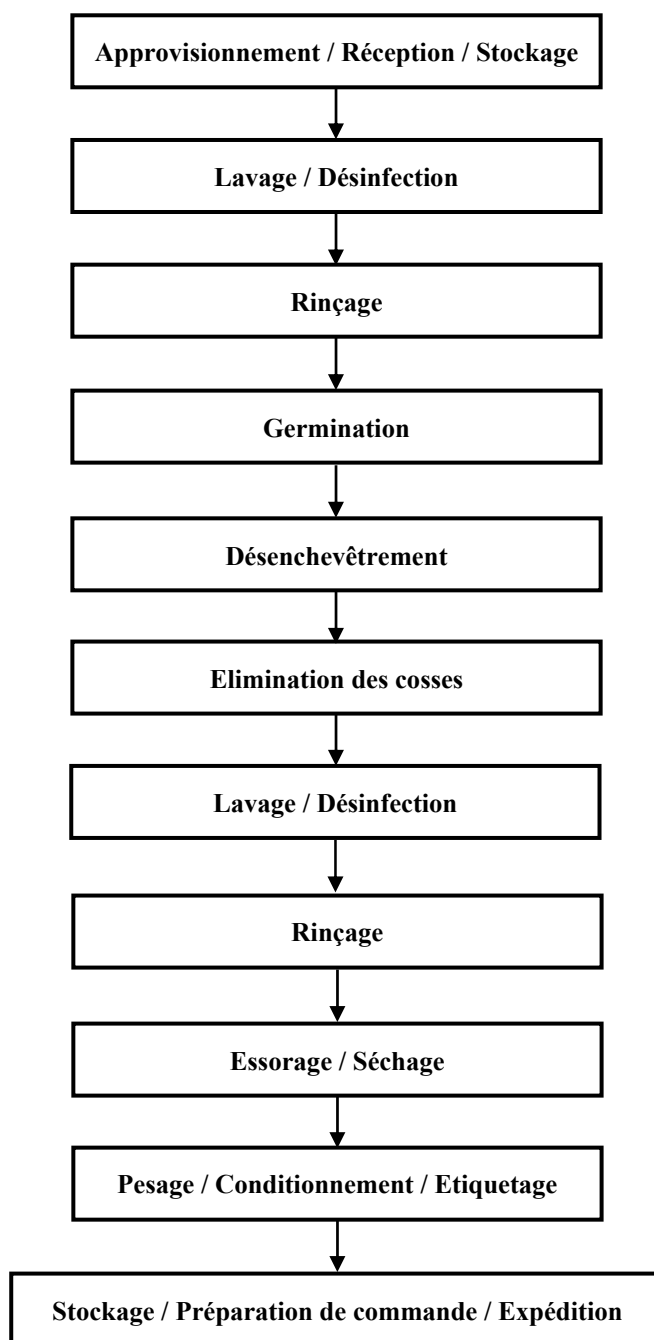 Approvisionnement / Réception / Stockage
Lavage / Désinfection
Rinçage
Germination
Désenchevêtrement
Elimination des cosses
Lavage / Désinfection
Rinçage
Essorage / Séchage
Pesage / Conditionnement / Etiquetage
Stockage / Préparation de commande / Expédition